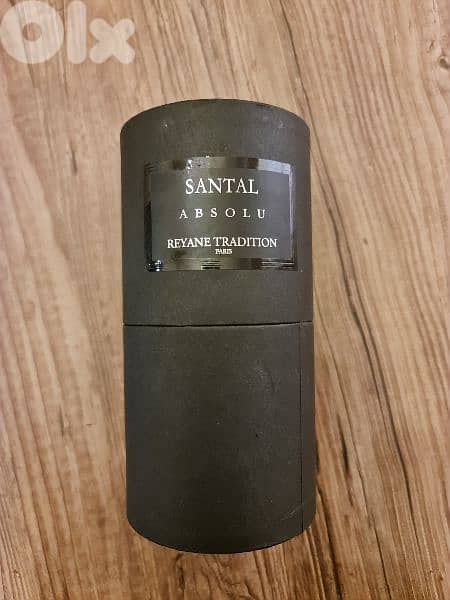 OLX
SANTAL
ABSOLU
REYANE TRADITION
PARIS